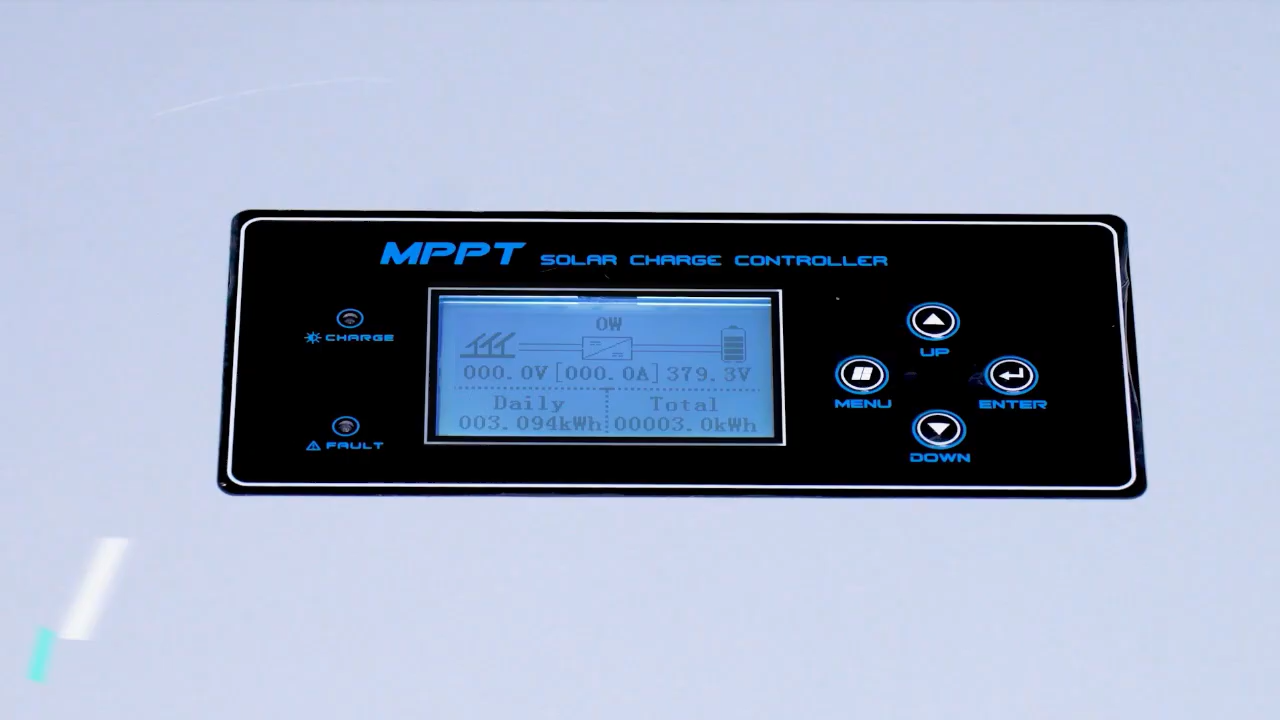 MPPT SOLAR CHARGE CONTROLLER
0W
000.0V[000.0A]379.3V
Daily Total
003.094kWh 00003.0kWh
CHARGE
FAULT
UP
MENU
ENTER
DOWN